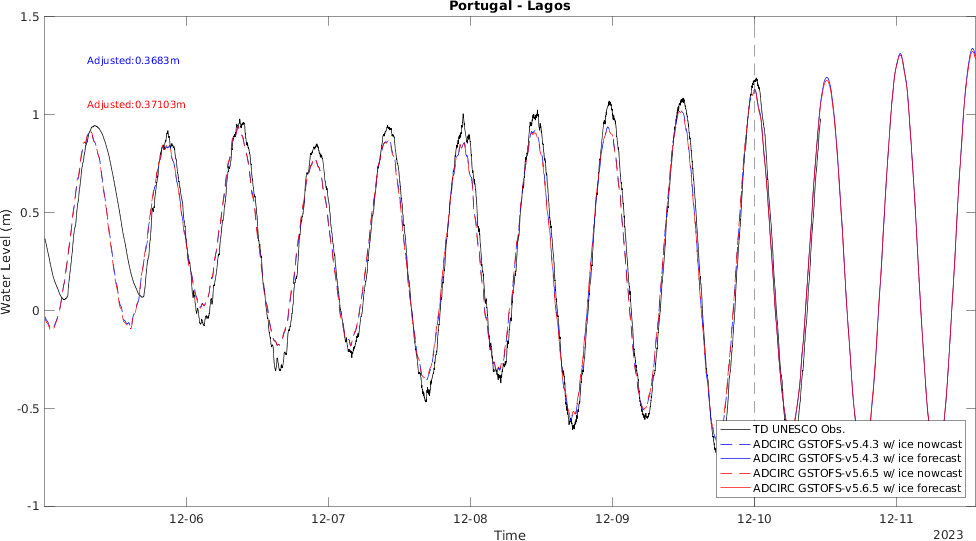 Portugal - Lagos
Adjusted:0.3683m
Adjusted:0.37103m
Water Level (m)
1.5
1
0.5
0
-0.5
-1
TD UNESCO Obs.
ADCIRC GSTOFS-v5.4.3 w/ ice nowcast
ADCIRC GSTOFS-v5.4.3 w/ ice forecast
ADCIRC GSTOFS-v5.6.5 w/ ice nowcast
ADCIRC GSTOFS-v5.6.5 w/ ice forecast
12-06
12-07
12-08
12-09
12-10
12-11
Time
2023